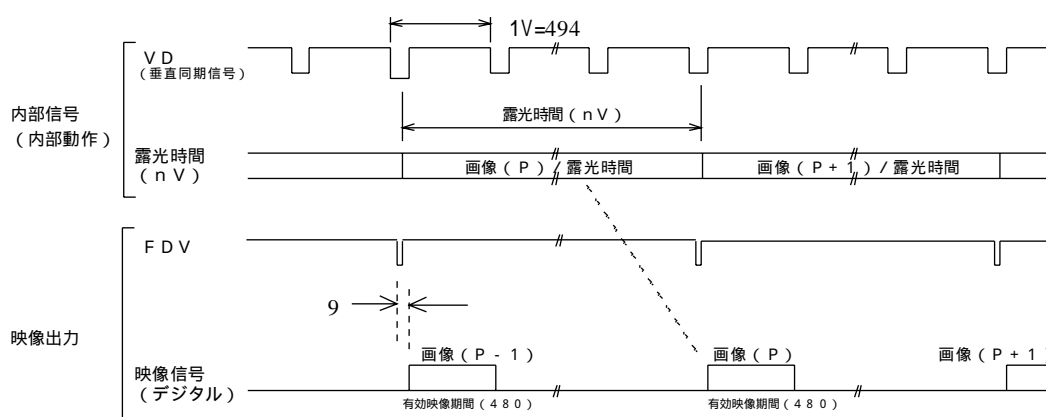 1V=494
VD
(垂直同期信号)
内部信号
(内部動作)
露光時間(nV)
露光時間
(nV)
画像(P)/露光時間
画像(P+1)/露光時間
FDV
9
映像出力
画像(P-1)
画像(P)
画像(P+1)
映像信号
(デジタル)
有効映像期間(480)
有効映像期間(480)